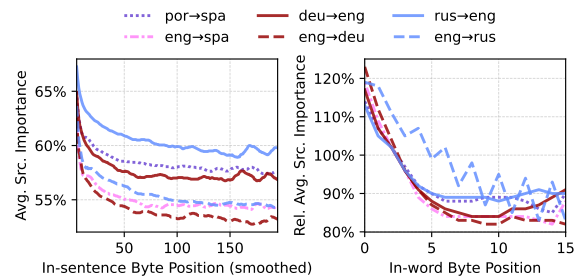 por→spa deu→eng rus→eng
eng→spa eng→deu eng→rus
Avg. Src. Importance
65%
60%
55%
50 100 150
In-sentence Byte Position (smoothed)
Rel. Avg. Src. Importance
120%
110%
100%
90%
80%
0 5 10 15
In-word Byte Position